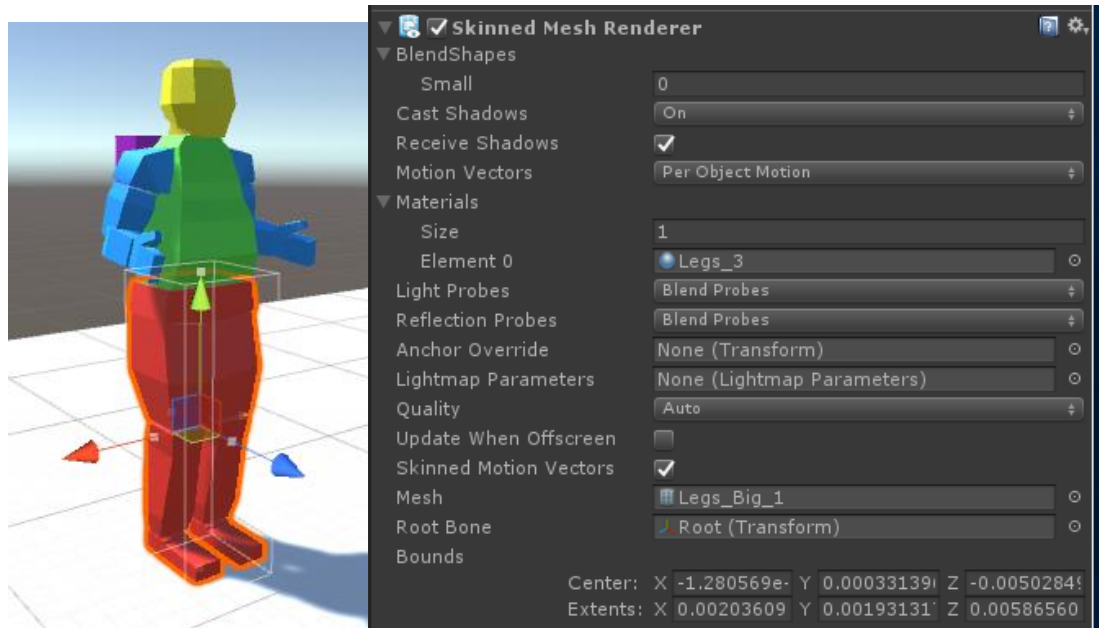 Skinned Mesh Renderer
BlendShapes
Small 0
Cast Shadows On
Receive Shadows
Motion Vectors Per Object Motion
Materials
Size 1
Element 0 Legs_3
Light Probes Blend Probes
Reflection Probes Blend Probes
Anchor Override None (Transform)
Lightmap Parameters None (Lightmap Parameters)
Quality Auto
Update When Offscreen
Skinned Motion Vectors
Mesh Legs_Big_1
Root Bone Root (Transform)
Bounds
Center: X -1.280569e- Y 0.00033139 Z -0.00502849
Extents: X 0.00203609 Y 0.00193131 Z 0.00586560